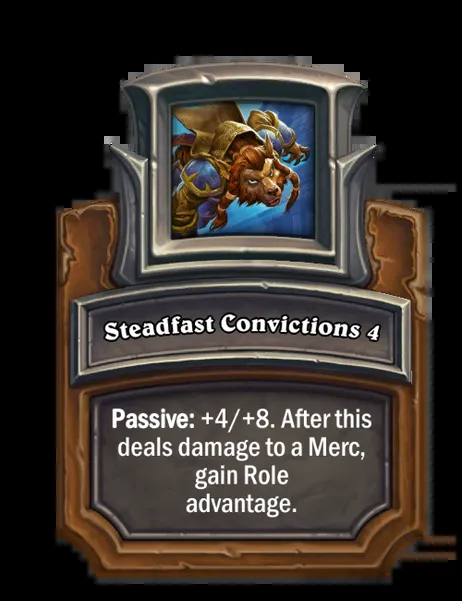 Steadfast Convictions 4
Passive: +4/+8. After this
deals damage to a Merc,
gain Role
advantage.